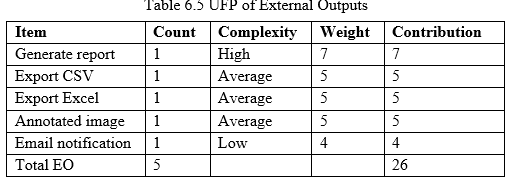 Table 6.5 UFP of External Outputs
Item Count Complexity Weight Contribution
Generate report 1 High 7 7
Export CSV 1 Average 5 5
Export Excel 1 Average 5 5
Annotated image 1 Average 5 5
Email notification 1 Low 4 4
Total EO 5 26